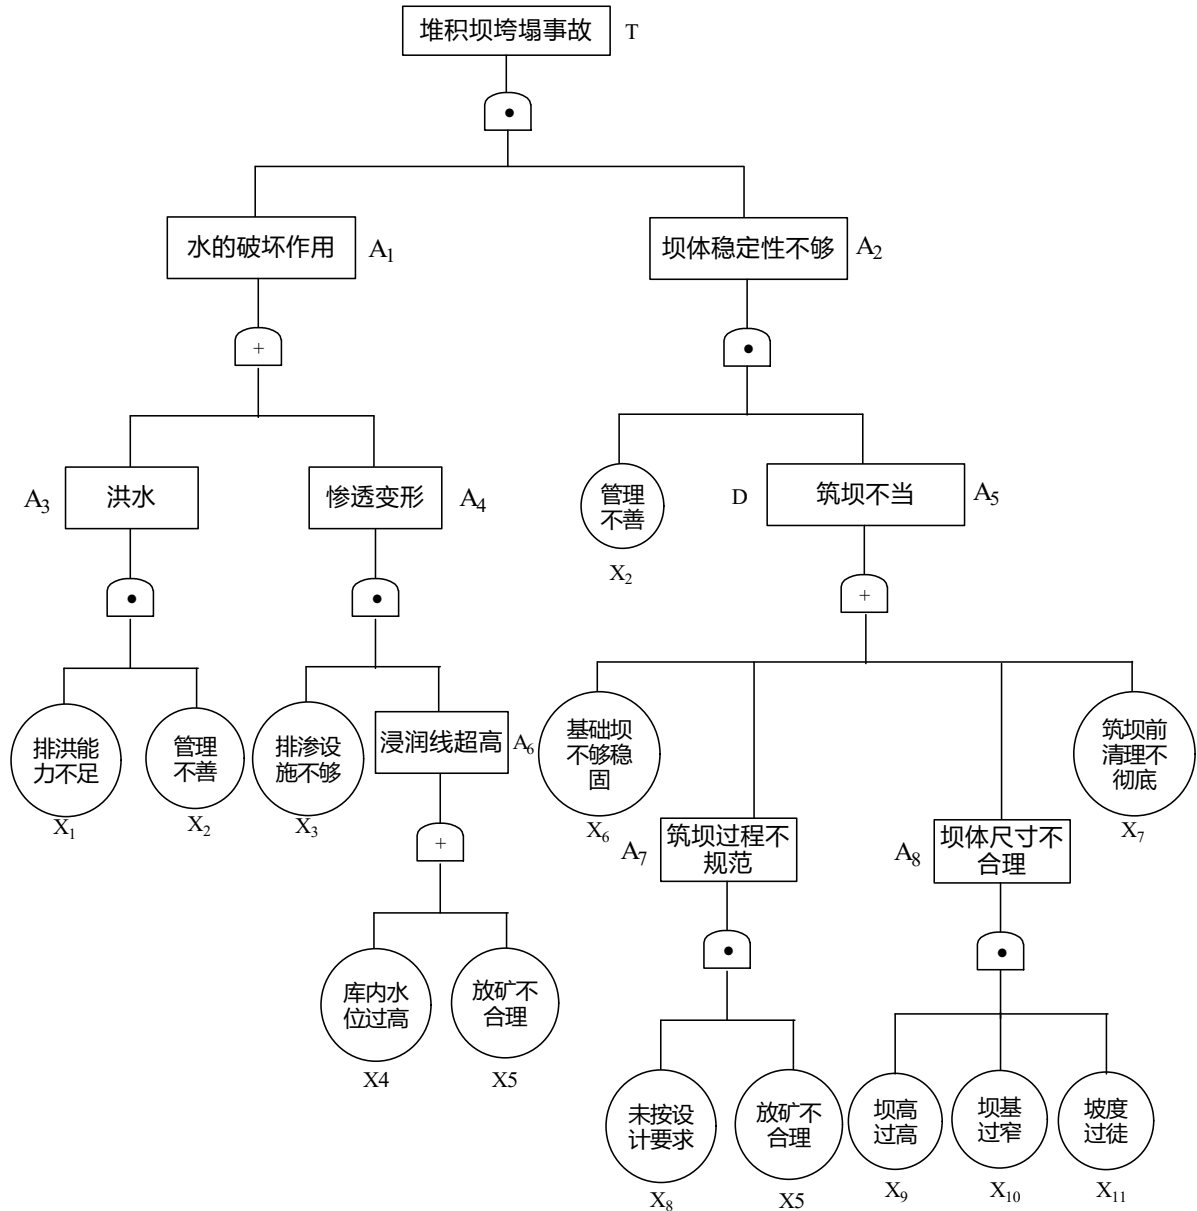 堆积坝垮塌事故 T
水的破坏作用 A₁
坝体稳定性不够 A₂
+
A₃ 洪水
惨透变形 A₄
管理
不善
X₂
D 筑坝不当 A₅
+
排洪能
力不足
X₁
管理
不善
X₂
排渗设
施不够
X₃
浸润线超高 A₆
基础坝
不够稳
固
X₆
筑坝前
清理不
彻底
X₇
+
A₇ 筑坝过程不
规范
A₈ 坝体尺寸不
合理
库内水
位过高
X4
放矿不
合理
X5
未按设
计要求
X₈
放矿不
合理
X5
坝高
过高
X₉
坝基
过窄
X₁₀
坡度
过徒
X₁₁